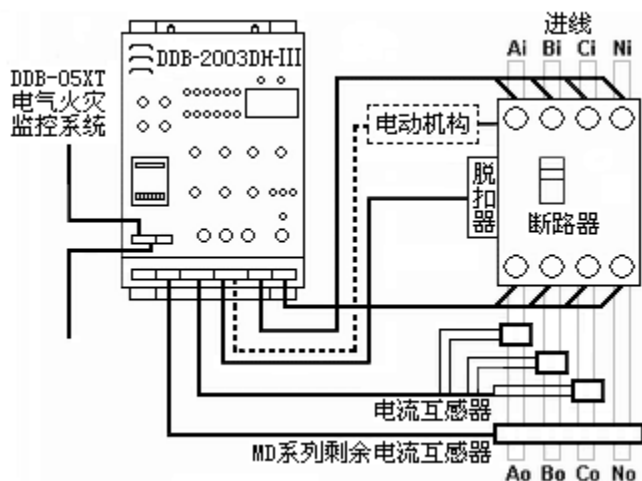 进线
Ai Bi Ci Ni
DDB-2003DH-III
DDB-05XT
电气火灾
监控系统
电动机构
脱扣器
断路器
电流互感器
MD系列剩余电流互感器
Ao Bo Co No